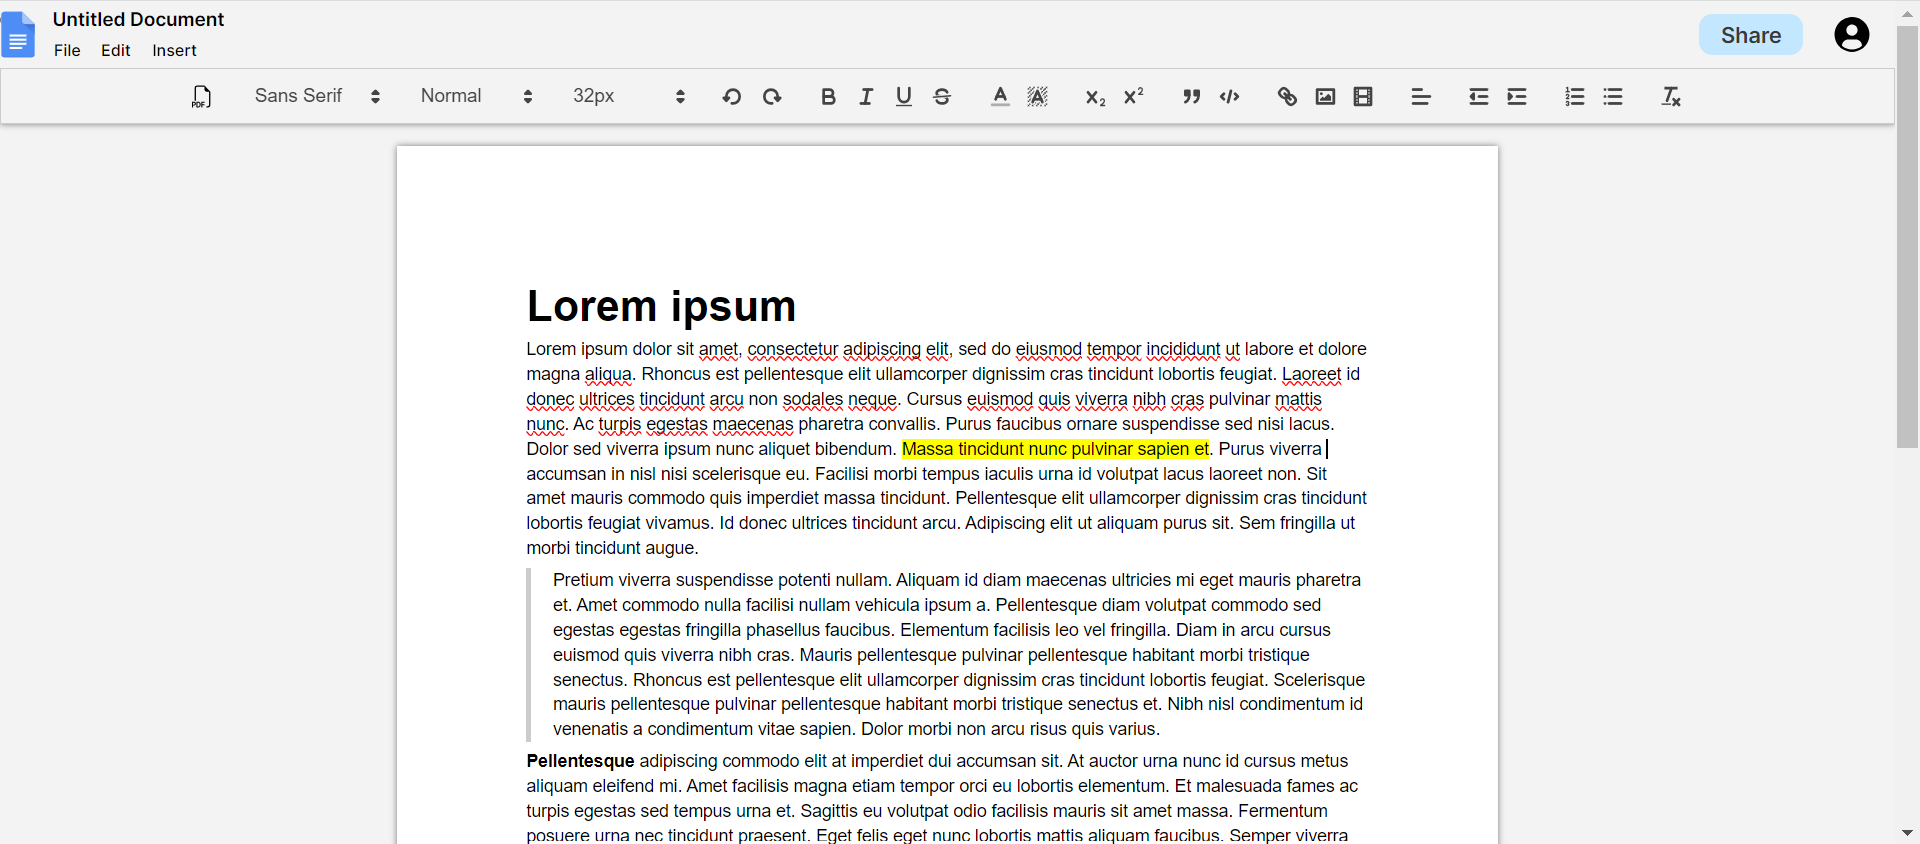 Untitled Document
File Edit Insert
Share
PDF Sans Serif Normal 32px
Lorem ipsum
Lorem ipsum dolor sit amet, consectetur adipiscing elit, sed do eiusmod tempor incididunt ut labore et dolore
magna aliqua. Rhoncus est pellentesque elit ullamcorper dignissim cras tincidunt lobortis feugiat. Laoreet id
donec ultrices tincidunt arcu non sodales neque. Cursus euismod quis viverra nibh cras pulvinar mattis
nunc. Ac turpis egestas maecenas pharetra convallis. Purus faucibus ornare suspendisse sed nisi lacus.
Dolor sed viverra ipsum nunc aliquet bibendum. Massa tincidunt nunc pulvinar sapien et. Purus viverra
accumsan in nisl nisi scelerisque eu. Facilisi morbi tempus iaculis urna id volutpat lacus laoreet non. Sit
amet mauris commodo quis imperdiet massa tincidunt. Pellentesque elit ullamcorper dignissim cras tincidunt
lobortis feugiat vivamus. Id donec ultrices tincidunt arcu. Adipiscing elit ut aliquam purus sit. Sem fringilla ut
morbi tincidunt augue.
Pretium viverra suspendisse potenti nullam. Aliquam id diam maecenas ultricies mi eget mauris pharetra
et. Amet commodo nulla facilisi nullam vehicula ipsum a. Pellentesque diam volutpat commodo sed
egestas egestas fringilla phasellus faucibus. Elementum facilisis leo vel fringilla. Diam in arcu cursus
euismod quis viverra nibh cras. Mauris pellentesque pulvinar pellentesque habitant morbi tristique
senectus. Rhoncus est pellentesque elit ullamcorper dignissim cras tincidunt lobortis feugiat. Scelerisque
mauris pellentesque pulvinar pellentesque habitant morbi tristique senectus et. Nibh nisl condimentum id
venenatis a condimentum vitae sapien. Dolor morbi non arcu risus quis varius.
Pellentesque adipiscing commodo elit at imperdiet dui accumsan sit. At auctor urna nunc id cursus metus
aliquam eleifend mi. Amet facilisis magna etiam tempor orci eu lobortis elementum. Et malesuada fames ac
turpis egestas sed tempus urna et. Sagittis eu volutpat odio facilisis mauris sit amet massa. Fermentum
posuere urna nec tincidunt praesent. Eget felis eget nunc lobortis mattis aliquam faucibus. Semper viverra